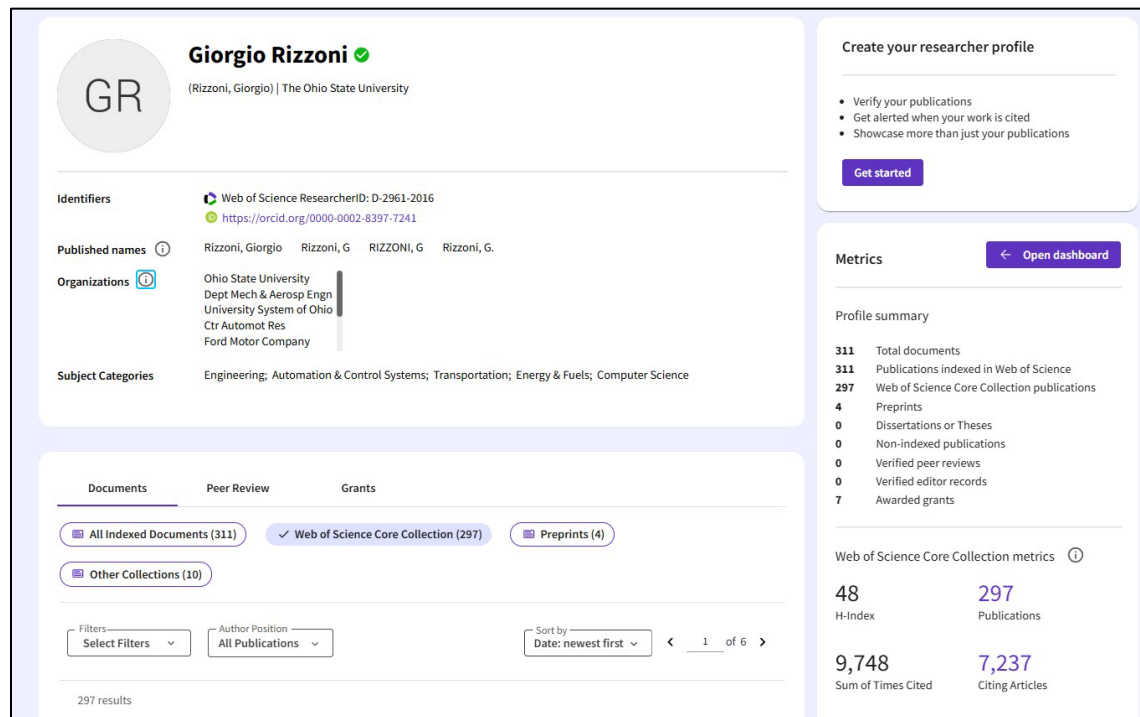 GR
Giorgio Rizzoni
(Rizzoni, Giorgio) | The Ohio State University
Identifiers
Web of Science ResearcherID: D-2961-2016
iD https://orcid.org/0000-0002-8397-7241
Published names
Rizzoni, Giorgio Rizzoni, G RIZZONI, G Rizzoni, G.
Organizations
Ohio State University
Dept Mech & Aerosp Engn
University System of Ohio
Ctr Automot Res
Ford Motor Company
Subject Categories
Engineering; Automation & Control Systems; Transportation; Energy & Fuels; Computer Science
Documents Peer Review Grants
All Indexed Documents (311) Web of Science Core Collection (297) Preprints (4)
Other Collections (10)
Filters
Select Filters
Author Position
All Publications
Sort by
Date: newest first
1 of 6
297 results
Create your researcher profile
• Verify your publications
• Get alerted when your work is cited
• Showcase more than just your publications
Get started
Metrics
Open dashboard
Profile summary
311 Total documents
311 Publications indexed in Web of Science
297 Web of Science Core Collection publications
4 Preprints
0 Dissertations or Theses
0 Non-indexed publications
0 Verified peer reviews
0 Verified editor records
7 Awarded grants
Web of Science Core Collection metrics
48 297
H-Index Publications
9,748 7,237
Sum of Times Cited Citing Articles